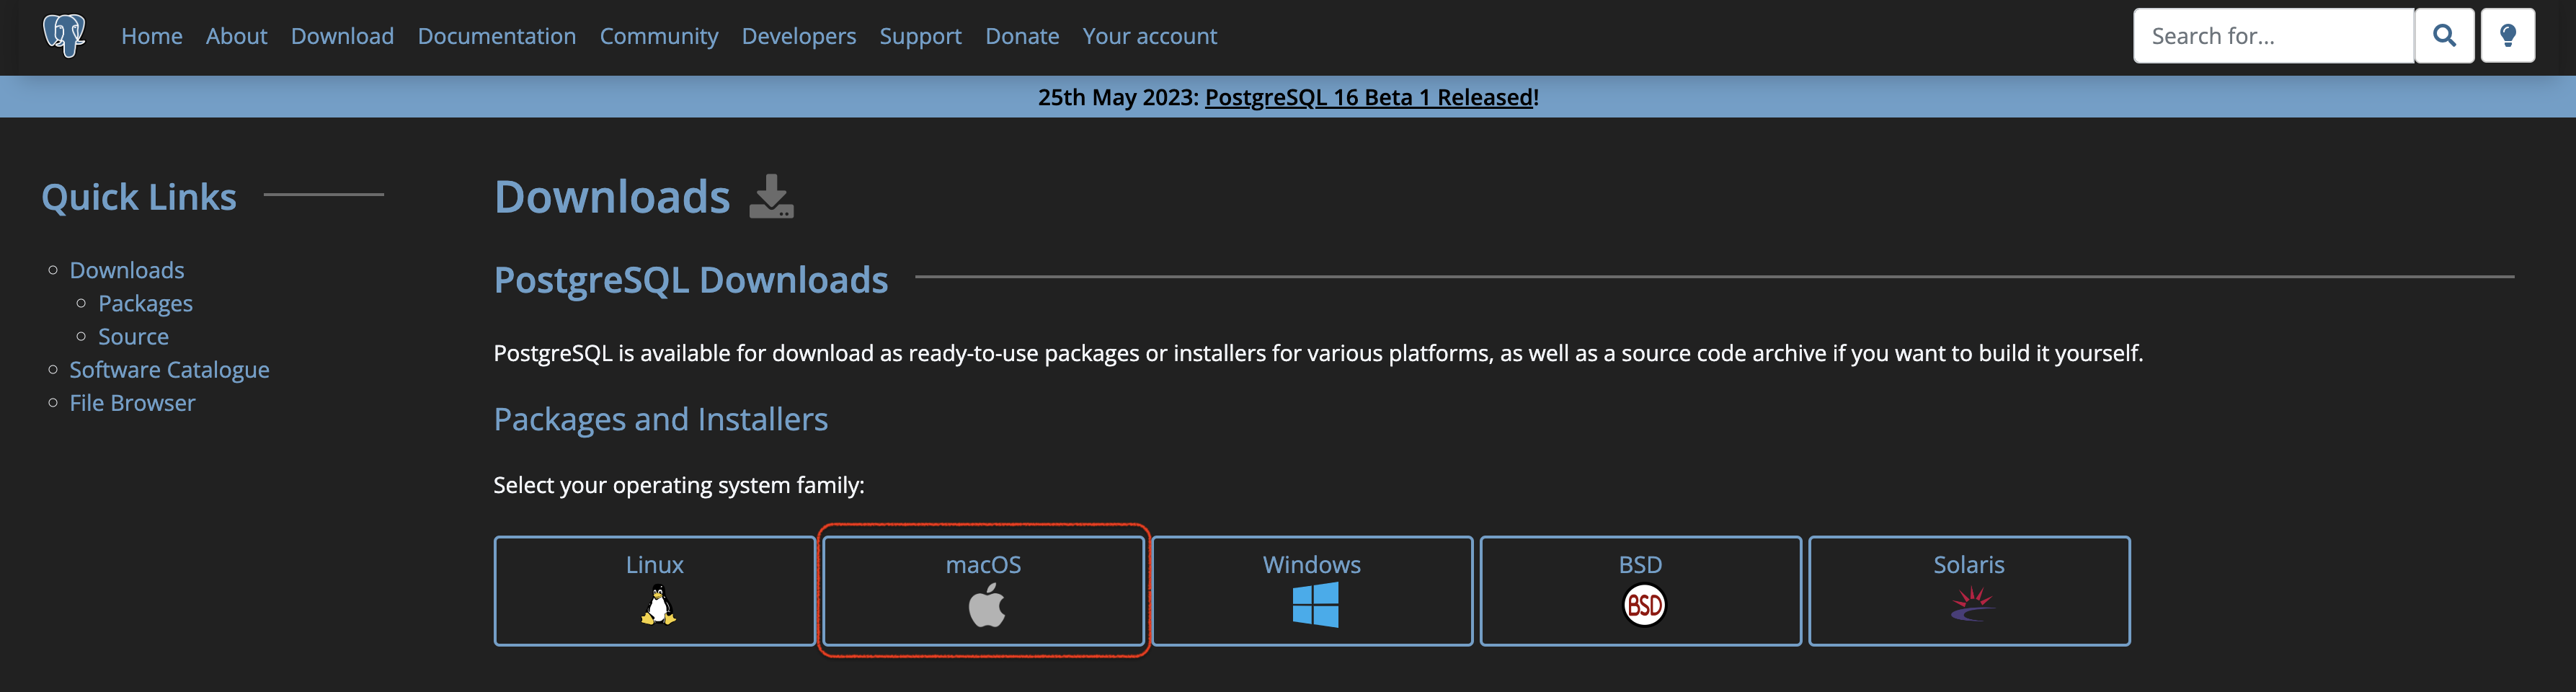 Home About Download Documentation Community Developers Support Donate Your account
Search for...
25th May 2023: PostgreSQL 16 Beta 1 Released!
Quick Links
Downloads
Packages
Source
Software Catalogue
File Browser
Downloads
PostgreSQL Downloads
PostgreSQL is available for download as ready-to-use packages or installers for various platforms, as well as a source code archive if you want to build it yourself.
Packages and Installers
Select your operating system family:
Linux
macOS
Windows
BSD
BSD
Solaris